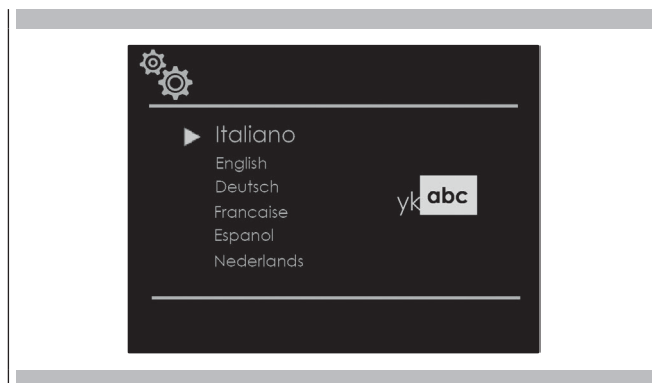 Italiano
English
Deutsch
Francaise
Espanol
Nederlands
yk abc